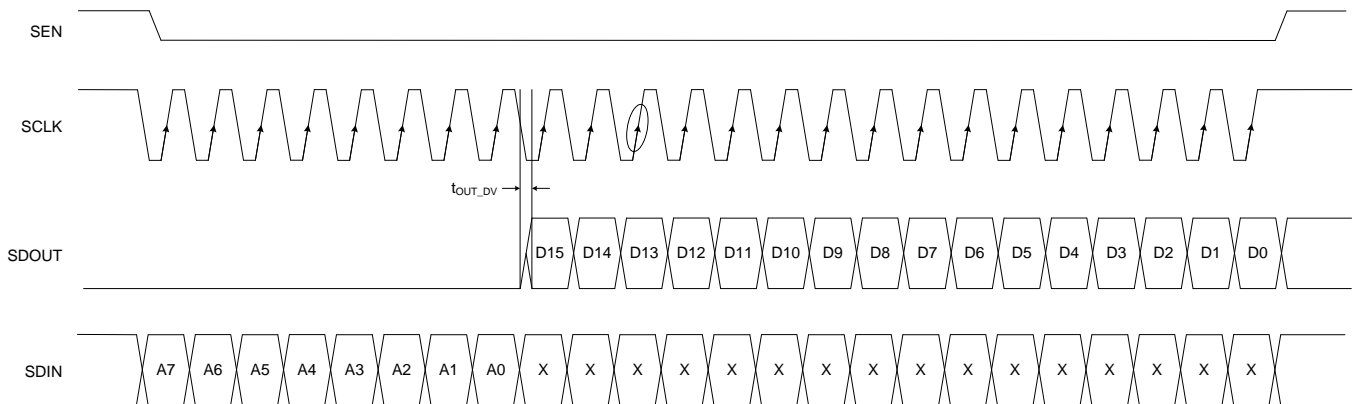 SEN
SCLK
tOUT_DV
SDOUT
D15 D14 D13 D12 D11 D10 D9 D8 D7 D6 D5 D4 D3 D2 D1 D0
SDIN
A7 A6 A5 A4 A3 A2 A1 A0 X X X X X X X X X X X X X X X X